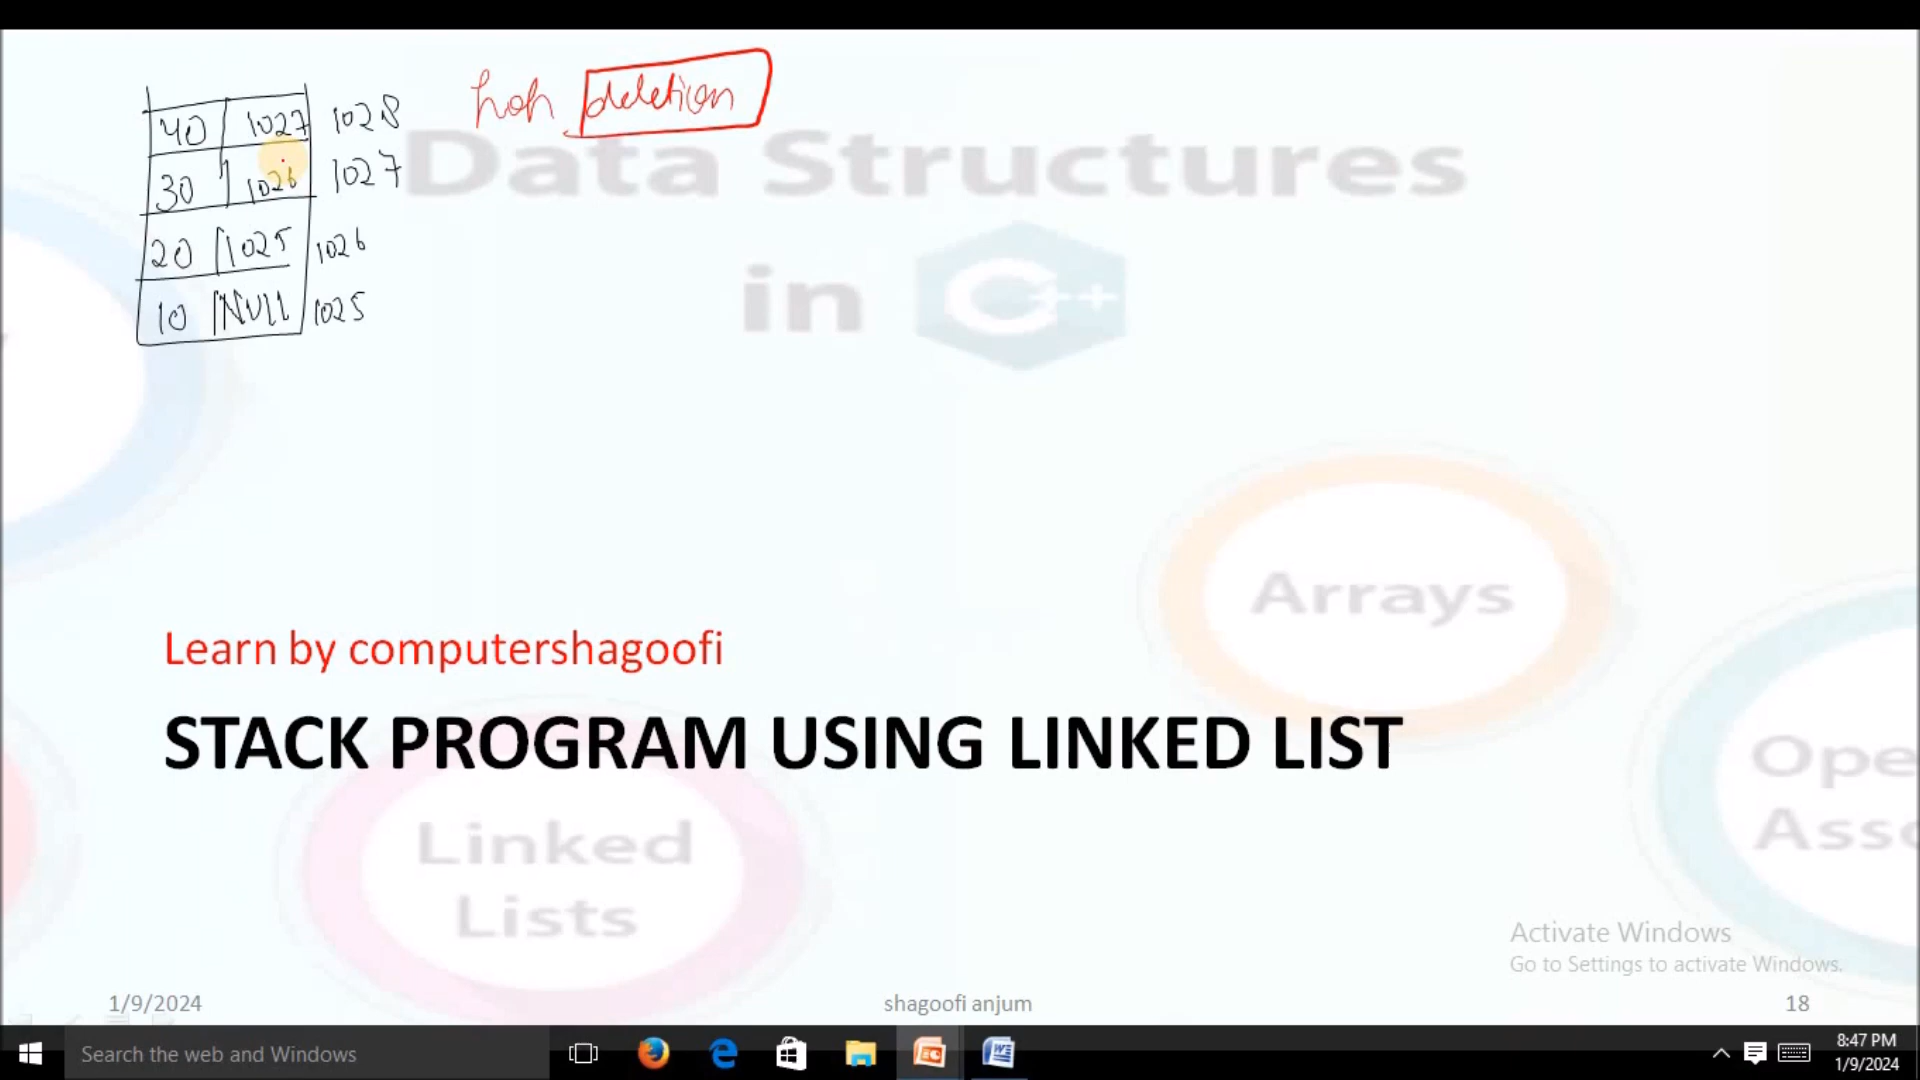 40 1027 1028
30 1026 1027
20 1025 1026
10 NULL 1025
deletion
Data Structures
in C++
Arrays
Learn by computershagoofi
STACK PROGRAM USING LINKED LIST
Linked
Lists
Ope
Asso
Activate Windows
Go to Settings to activate Windows.
1/9/2024 shagoofi anjum 18
Search the web and Windows
8:47 PM
1/9/2024